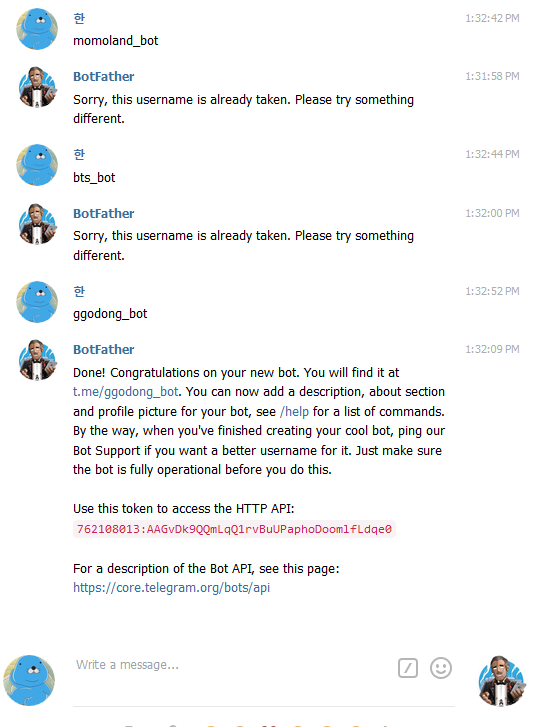 한
1:32:42 PM
momoland_bot
BotFather
1:31:58 PM
Sorry, this username is already taken. Please try something
different.
한
1:32:44 PM
bts_bot
BotFather
1:32:00 PM
Sorry, this username is already taken. Please try something
different.
한
1:32:52 PM
ggodong_bot
BotFather
1:32:09 PM
Done! Congratulations on your new bot. You will find it at
t.me/ggodong_bot. You can now add a description, about section
and profile picture for your bot, see /help for a list of commands.
By the way, when you've finished creating your cool bot, ping our
Bot Support if you want a better username for it. Just make sure
the bot is fully operational before you do this.
Use this token to access the HTTP API:
762108013:AAGvDk9QQmLqQ1rvBuUPaphoDoomlfLdqe0
For a description of the Bot API, see this page:
https://core.telegram.org/bots/api
Write a message...